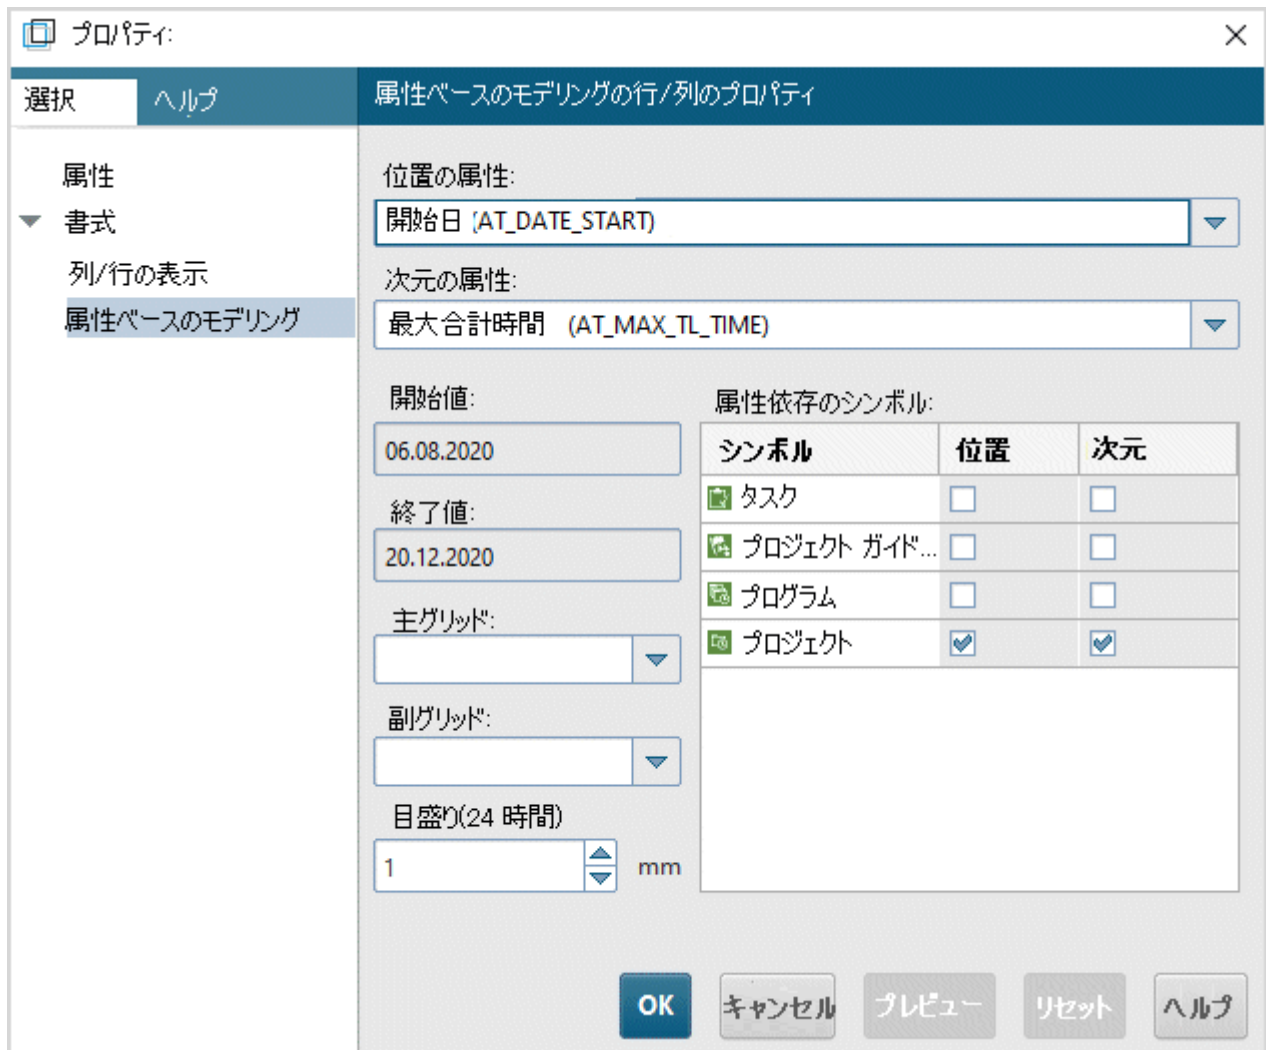 プロパティ:
選択
ヘルプ
属性ベースのモデリングの行/列のプロパティ
属性
書式
列/行の表示
属性ベースのモデリング
位置の属性:
開始日 (AT_DATE_START)
次元の属性:
最大合計時間 (AT_MAX_TL_TIME)
開始値:
06.08.2020
終了値:
20.12.2020
主グリッド:
副グリッド:
目盛り(24 時間)
1 mm
属性依存のシンボル:
シンボル 位置 次元
タスク
プロジェクト ガイド...
プログラム
プロジェクト
OK キャンセル プレビュー リセット ヘルプ